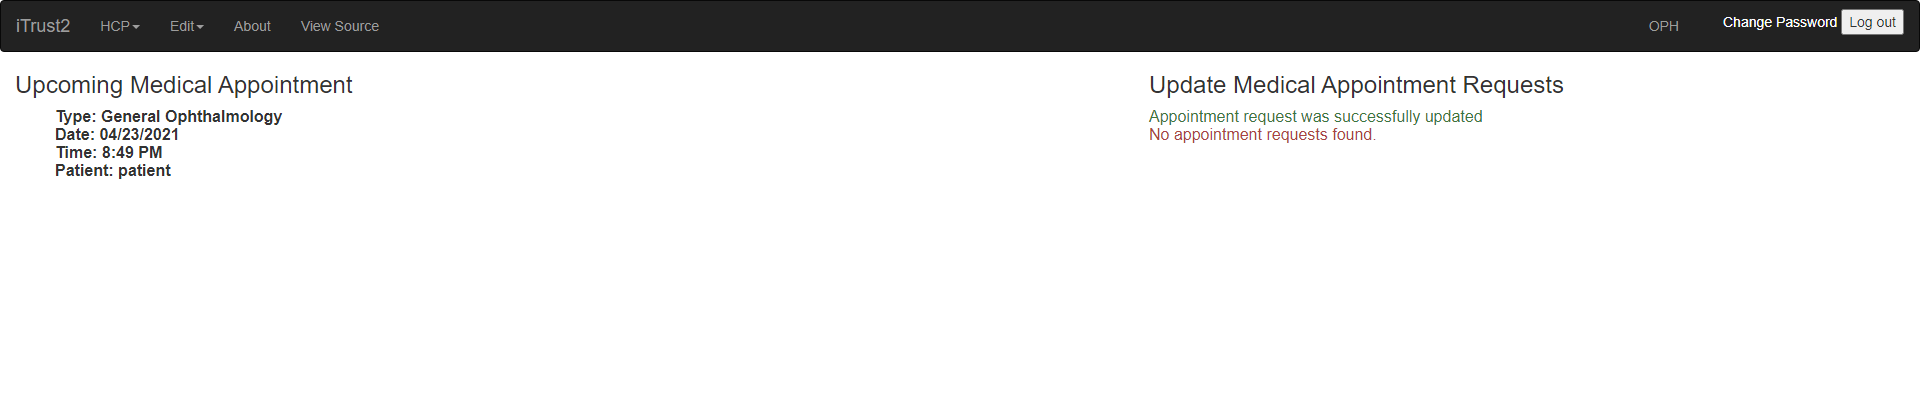 iTrust2 HCP Edit About View Source OPH Change Password Log out
Upcoming Medical Appointment
Type: General Ophthalmology
Date: 04/23/2021
Time: 8:49 PM
Patient: patient
Update Medical Appointment Requests
Appointment request was successfully updated
No appointment requests found.